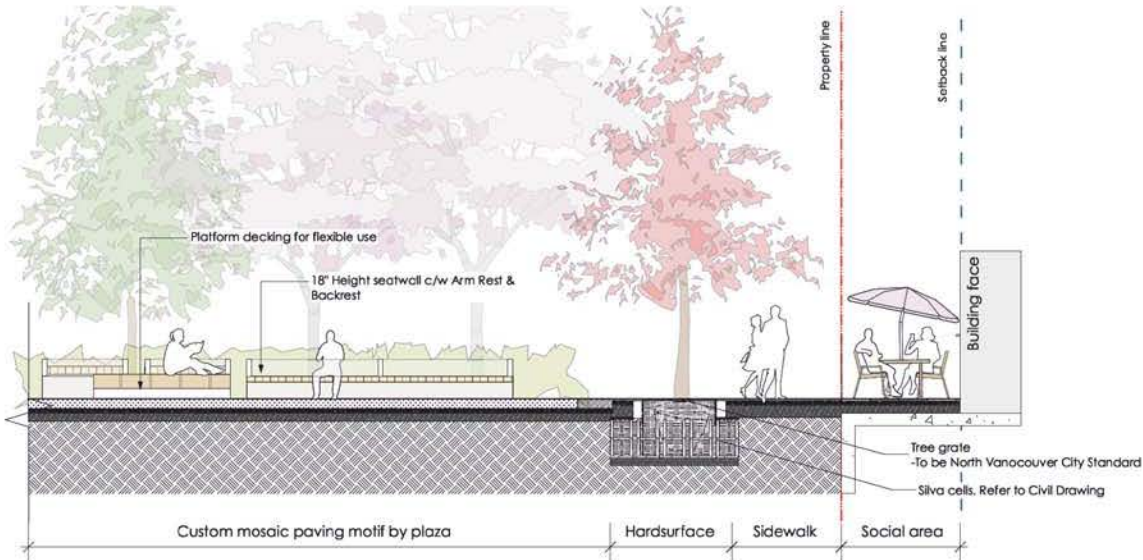 Property line
Setback line
Platform decking for flexible use
18" Height seatwall c/w Arm Rest &
Backrest
Building face
Tree grate
-To be North Vanocouver City Standard
Silva cells. Refer to Civil Drawing
Custom mosaic paving motif by plaza
Hardsurface
Sidewalk
Social area